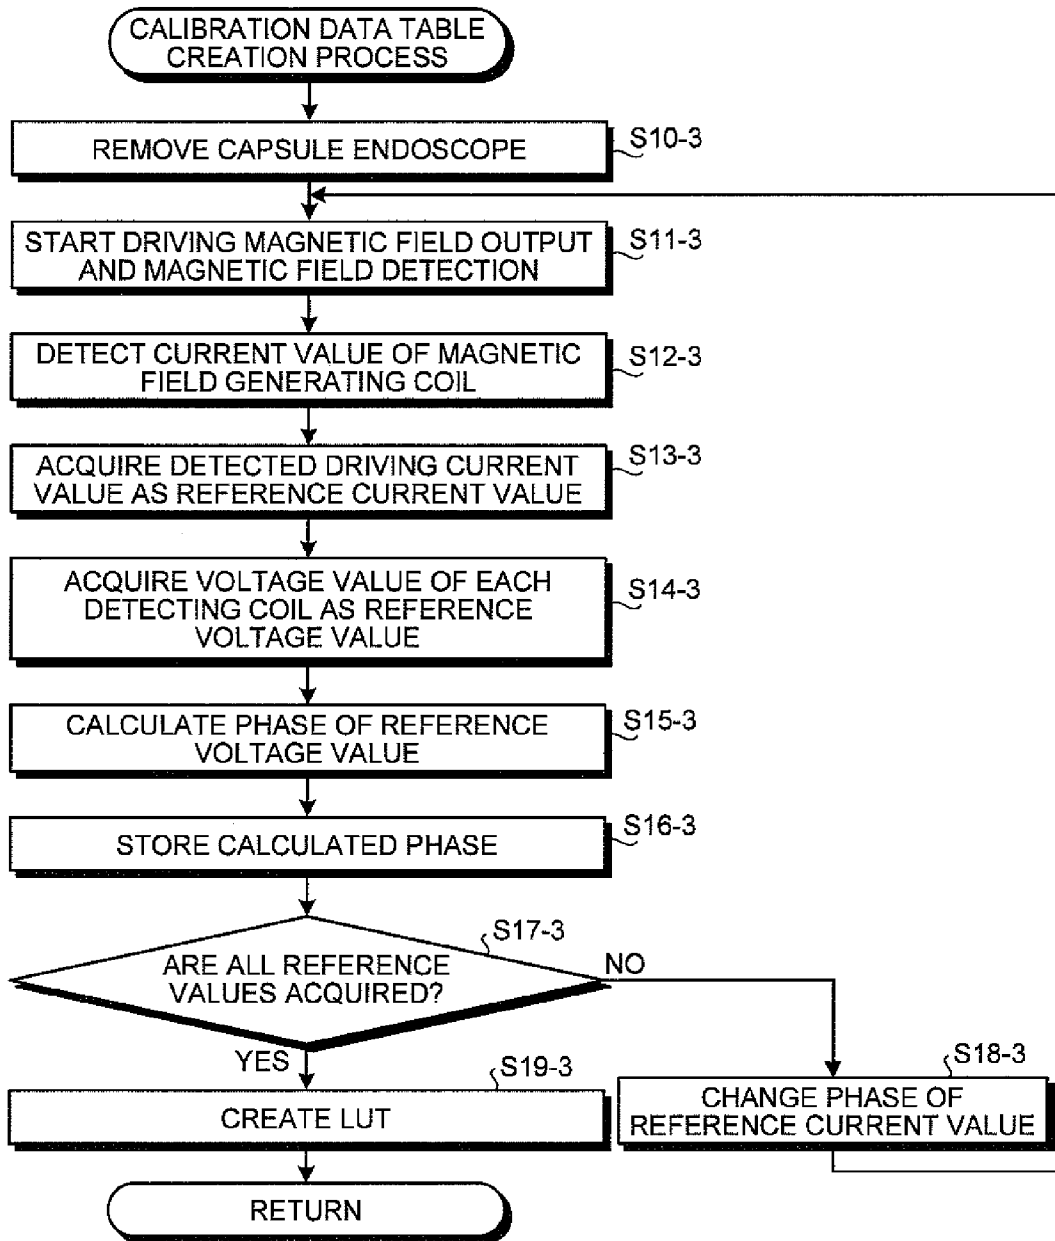 CALIBRATION DATA TABLE
CREATION PROCESS
S10-3
REMOVE CAPSULE ENDOSCOPE
S11-3
START DRIVING MAGNETIC FIELD OUTPUT
AND MAGNETIC FIELD DETECTION
S12-3
DETECT CURRENT VALUE OF MAGNETIC
FIELD GENERATING COIL
S13-3
ACQUIRE DETECTED DRIVING CURRENT
VALUE AS REFERENCE CURRENT VALUE
S14-3
ACQUIRE VOLTAGE VALUE OF EACH
DETECTING COIL AS REFERENCE
VOLTAGE VALUE
S15-3
CALCULATE PHASE OF REFERENCE
VOLTAGE VALUE
S16-3
STORE CALCULATED PHASE
S17-3
ARE ALL REFERENCE
VALUES ACQUIRED?
NO
YES
S19-3
CREATE LUT
S18-3
CHANGE PHASE OF
REFERENCE CURRENT VALUE
RETURN